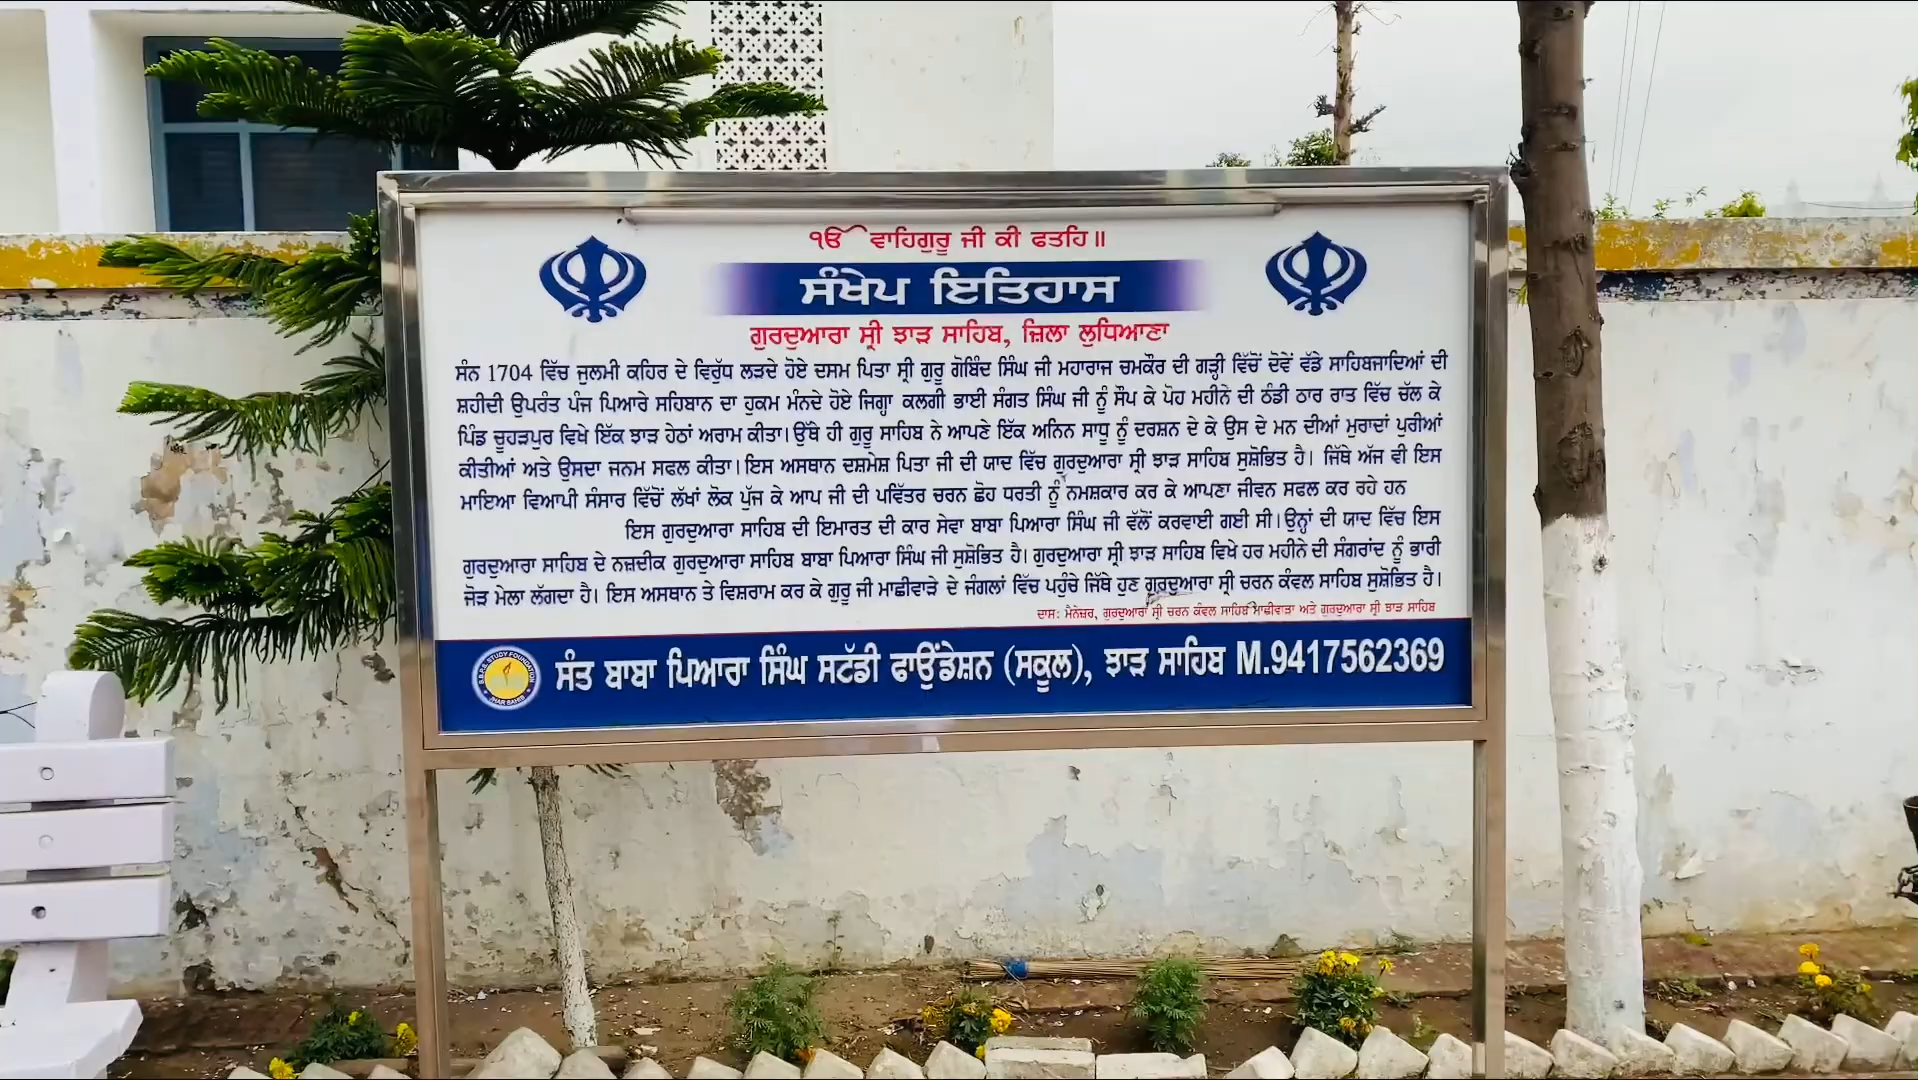 ੴ ਵਾਹਿਗੁਰੂ ਜੀ ਕੀ ਫਤਹਿ॥
ਸੰਖੇਪ ਇਤਿਹਾਸ
ਗੁਰਦੁਆਰਾ ਸ੍ਰੀ ਝਾੜ ਸਾਹਿਬ, ਜ਼ਿਲਾ ਲੁਧਿਆਣਾ
ਸੰਨ 1704 ਵਿੱਚ ਜੁਲਮੀ ਕਹਿਰ ਦੇ ਵਿਰੁੱਧ ਲੜਦੇ ਹੋਏ ਦਸਮ ਪਿਤਾ ਸ੍ਰੀ ਗੁਰੂ ਗੋਬਿੰਦ ਸਿੰਘ ਜੀ ਮਹਾਰਾਜ ਚਮਕੌਰ ਦੀ ਗੜ੍ਹੀ ਵਿੱਚੋਂ ਦੋਵੇਂ ਵੱਡੇ ਸਾਹਿਬਜਾਦਿਆਂ ਦੀ
ਸ਼ਹੀਦੀ ਉਪਰੰਤ ਪੰਜ ਪਿਆਰੇ ਸਹਿਬਾਨ ਦਾ ਹੁਕਮ ਮੰਨਦੇ ਹੋਏ ਜਿਗ੍ਹਾ ਕਲਗੀ ਭਾਈ ਸੰਗਤ ਸਿੰਘ ਜੀ ਨੂੰ ਸੌਂਪ ਕੇ ਪੋਹ ਮਹੀਨੇ ਦੀ ਠੰਡੀ ਠਾਰ ਰਾਤ ਵਿੱਚ ਚੱਲ ਕੇ
ਪਿੰਡ ਚੂਹੜਪੁਰ ਵਿਖੇ ਇੱਕ ਝਾੜ ਹੇਠਾਂ ਅਰਾਮ ਕੀਤਾ। ਉੱਥੇ ਹੀ ਗੁਰੂ ਸਾਹਿਬ ਨੇ ਆਪਣੇ ਇੱਕ ਅਨਿਨ ਸਾਧੂ ਨੂੰ ਦਰਸ਼ਨ ਦੇ ਕੇ ਉਸ ਦੇ ਮਨ ਦੀਆਂ ਮੁਰਾਦਾਂ ਪੁਰੀਆਂ
ਕੀਤੀਆਂ ਅਤੇ ਉਸਦਾ ਜਨਮ ਸਫਲ ਕੀਤਾ। ਇਸ ਅਸਥਾਨ ਦਸ਼ਮੇਸ਼ ਪਿਤਾ ਜੀ ਦੀ ਯਾਦ ਵਿੱਚ ਗੁਰਦੁਆਰਾ ਸ੍ਰੀ ਝਾੜ ਸਾਹਿਬ ਸੁਸ਼ੋਭਿਤ ਹੈ। ਜਿੱਥੇ ਅੱਜ ਵੀ ਇਸ
ਮਾਇਆ ਵਿਆਪੀ ਸੰਸਾਰ ਵਿੱਚੋਂ ਲੱਖਾਂ ਲੋਕ ਪੁੱਜ ਕੇ ਆਪ ਜੀ ਦੀ ਪਵਿੱਤਰ ਚਰਨ ਛੋਹ ਧਰਤੀ ਨੂੰ ਨਮਸ਼ਕਾਰ ਕਰ ਕੇ ਆਪਣਾ ਜੀਵਨ ਸਫਲ ਕਰ ਰਹੇ ਹਨ
ਇਸ ਗੁਰਦੁਆਰਾ ਸਾਹਿਬ ਦੀ ਇਮਾਰਤ ਦੀ ਕਾਰ ਸੇਵਾ ਬਾਬਾ ਪਿਆਰਾ ਸਿੰਘ ਜੀ ਵੱਲੋਂ ਕਰਵਾਈ ਗਈ ਸੀ। ਉਨ੍ਹਾਂ ਦੀ ਯਾਦ ਵਿੱਚ ਇਸ
ਗੁਰਦੁਆਰਾ ਸਾਹਿਬ ਦੇ ਨਜ਼ਦੀਕ ਗੁਰਦੁਆਰਾ ਸਾਹਿਬ ਬਾਬਾ ਪਿਆਰਾ ਸਿੰਘ ਜੀ ਸੁਸ਼ੋਭਿਤ ਹੈ। ਗੁਰਦੁਆਰਾ ਸ੍ਰੀ ਝਾੜ ਸਾਹਿਬ ਵਿਖੇ ਹਰ ਮਹੀਨੇ ਦੀ ਸੰਗਰਾਂਦ ਨੂੰ ਭਾਰੀ
ਜੋੜ ਮੇਲਾ ਲੱਗਦਾ ਹੈ। ਇਸ ਅਸਥਾਨ ਤੇ ਵਿਸ਼ਰਾਮ ਕਰ ਕੇ ਗੁਰੂ ਜੀ ਮਾਛੀਵਾੜੇ ਦੇ ਜੰਗਲਾਂ ਵਿੱਚ ਪਹੁੰਚੇ ਜਿੱਥੇ ਹੁਣ ਗੁਰਦੁਆਰਾ ਸ੍ਰੀ ਚਰਨ ਕੰਵਲ ਸਾਹਿਬ ਸੁਸ਼ੋਭਿਤ ਹੈ।
ਦਾਸ: ਮੈਨੇਜ਼ਰ, ਗੁਰਦੁਆਰਾ ਸ੍ਰੀ ਚਰਨ ਕੰਵਲ ਸਾਹਿਬ ਮਾਛੀਵਾੜਾ ਅਤੇ ਗੁਰਦੁਆਰਾ ਸ੍ਰੀ ਝਾੜ ਸਾਹਿਬ
S.B.P.S. STUDY FOUNDATION
JHAR SAHIB
ਸੰਤ ਬਾਬਾ ਪਿਆਰਾ ਸਿੰਘ ਸਟੱਡੀ ਫਾਉਂਡੇਸ਼ਨ (ਸਕੂਲ), ਝਾੜ ਸਾਹਿਬ M.9417562369